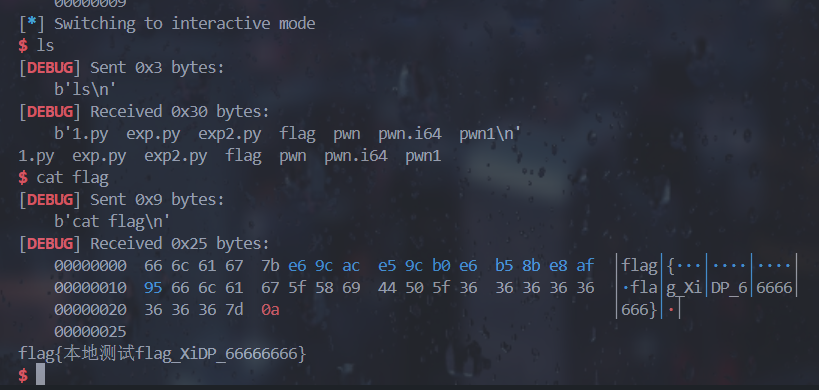 00000009
[*] Switching to interactive mode
$ ls
[DEBUG] Sent 0x3 bytes:
b'ls\n'
[DEBUG] Received 0x30 bytes:
b'1.py  exp.py  exp2.py  flag  pwn  pwn.i64  pwn1\n'
1.py  exp.py  exp2.py  flag  pwn  pwn.i64  pwn1
$ cat flag
[DEBUG] Sent 0x9 bytes:
b'cat flag\n'
[DEBUG] Received 0x25 bytes:
00000000  66 6c 61 67  7b e6 9c ac  e5 9c b0 e6  b5 8b e8 af  │flag│{···│····│····│
00000010  95 66 6c 61  67 5f 58 69  44 50 5f 36  36 36 36 36  │·fla│g_Xi│DP_6│6666│
00000020  36 36 36 7d  0a  │666}│·│
00000025
flag{本地测试flag_XiDP_66666666}
$